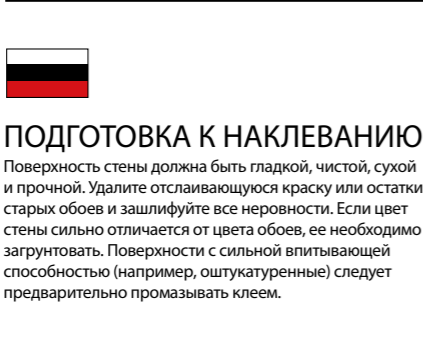 ПОДГОТОВКА К НАКЛЕВАНИЮ
Поверхность стены должна быть гладкой, чистой, сухой
и прочной. Удалите отслаивающуюся краску или остатки
старых обоев и зашлифуйте все неровности. Если цвет
стены сильно отличается от цвета обоев, ее необходимо
загрунтовать. Поверхности с сильной впитывающей
способностью (например, оштукатуренные) следует
предварительно промазывать клеем.